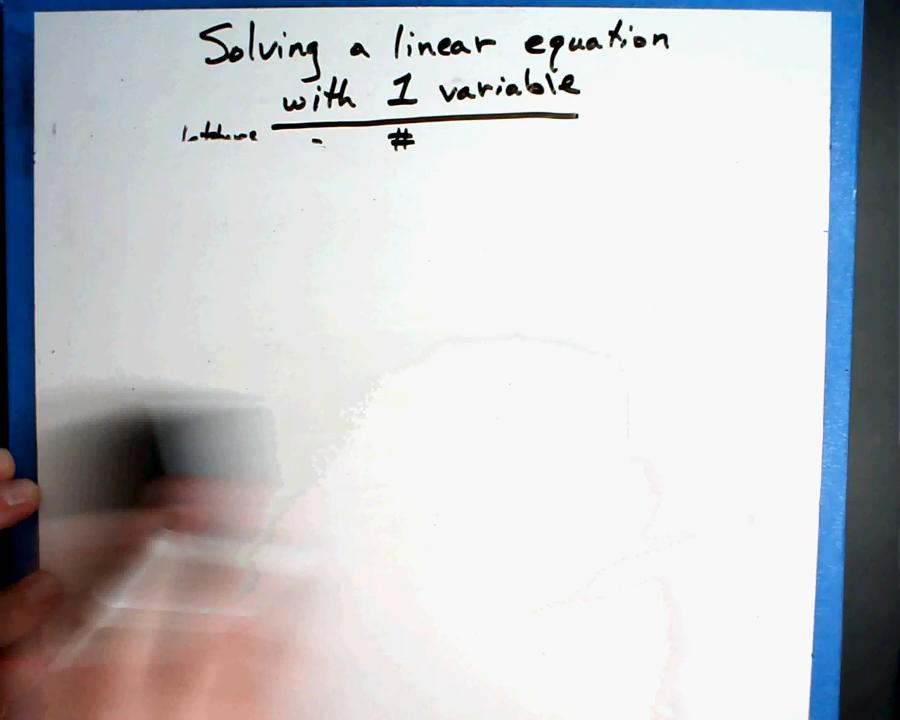 Solving a linear equation
with 1 variable
- #